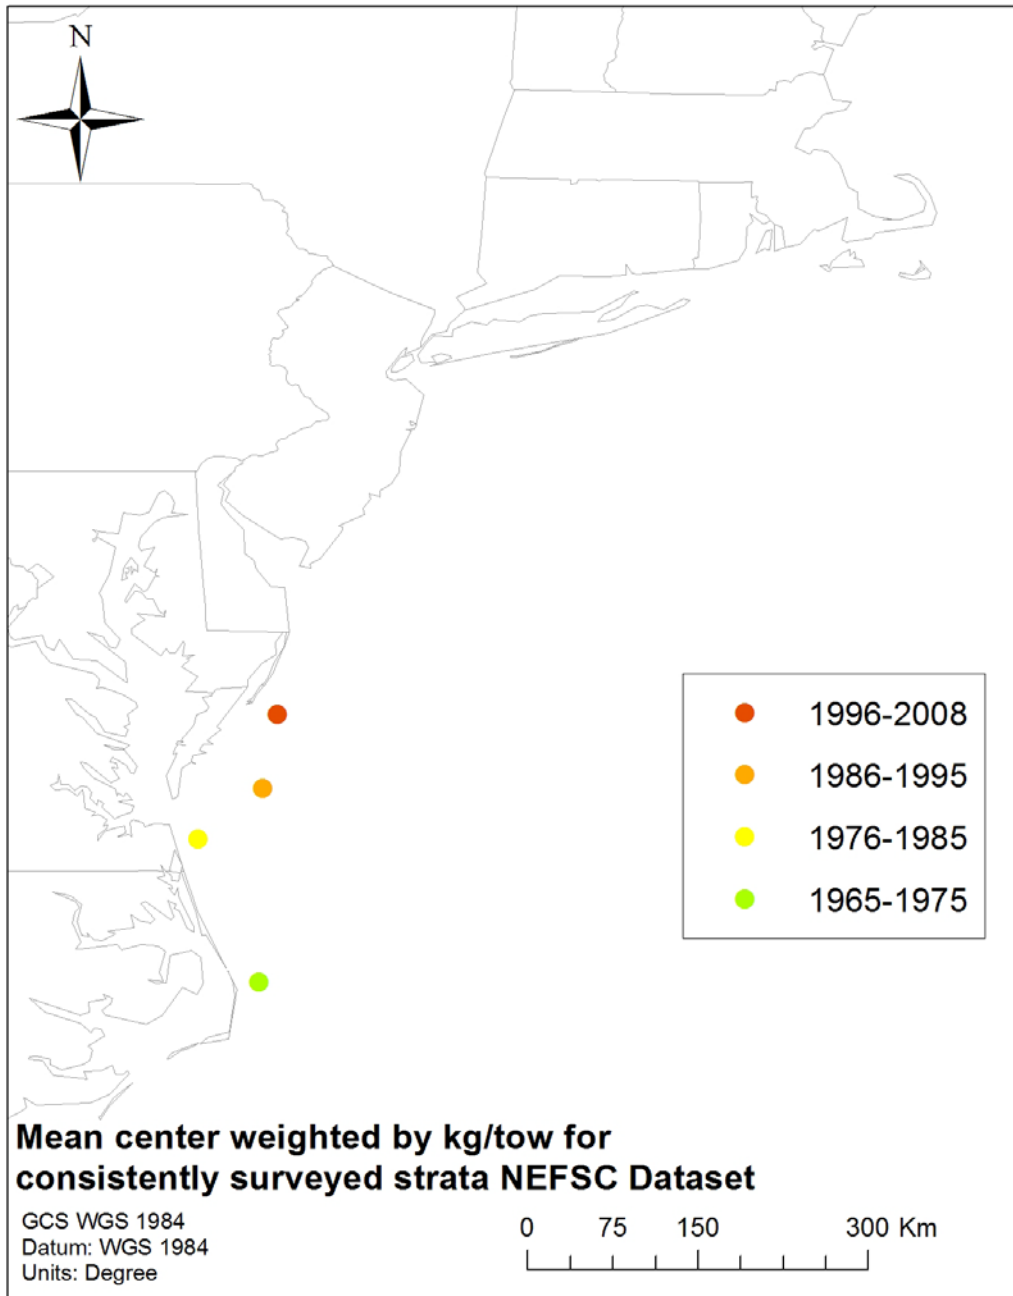 N
1996-2008
1986-1995
1976-1985
1965-1975
Mean center weighted by kg/tow for
consistently surveyed strata NEFSC Dataset
GCS WGS 1984
Datum: WGS 1984
Units: Degree
0 75 150 300 Km